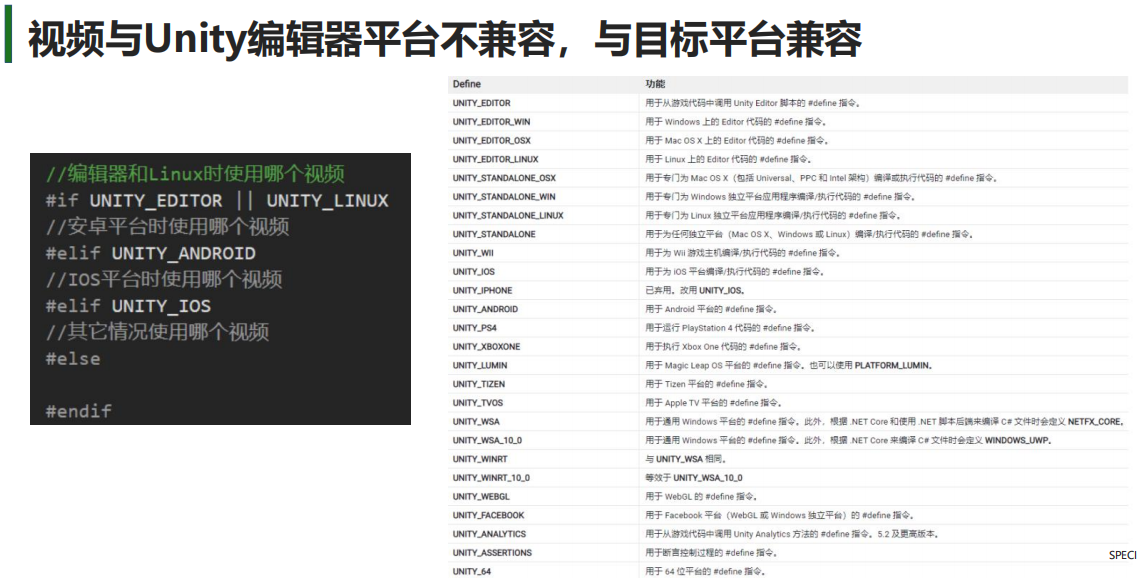 视频与Unity编辑器平台不兼容，与目标平台兼容
//编辑器和Linux时使用哪个视频
#if UNITY_EDITOR || UNITY_LINUX
//安卓平台时使用哪个视频
#elif UNITY_ANDROID
//IOS平台时使用哪个视频
#elif UNITY_IOS
//其它情况使用哪个视频
#else
#endif
Define 功能
UNITY_EDITOR 用于从游戏代码中调用 Unity Editor 脚本的 #define 指令。
UNITY_EDITOR_WIN 用于 Windows 上的 Editor 代码的 #define 指令。
UNITY_EDITOR_OSX 用于 Mac OS X 上的 Editor 代码的 #define 指令。
UNITY_EDITOR_LINUX 用于 Linux 上的 Editor 代码的 #define 指令。
UNITY_STANDALONE_OSX 用于专门为 Mac OS X（包括 Universal、PPC 和 Intel 架构）编译或执行代码的 #define 指令。
UNITY_STANDALONE_WIN 用于专门为 Windows 独立平台应用程序编译/执行代码的 #define 指令。
UNITY_STANDALONE_LINUX 用于专门为 Linux 独立平台应用程序编译/执行代码的 #define 指令。
UNITY_STANDALONE 用于为任何独立平台（Mac OS X、Windows 或 Linux）编译/执行代码的 #define 指令。
UNITY_WII 用于为 Wii 游戏主机编译/执行代码的 #define 指令。
UNITY_IOS 用于为 iOS 平台编译/执行代码的 #define 指令。
UNITY_IPHONE 已弃用。改用 UNITY_IOS。
UNITY_ANDROID 用于 Android 平台的 #define 指令。
UNITY_PS4 用于运行 PlayStation 4 代码的 #define 指令。
UNITY_XBOXONE 用于执行 Xbox One 代码的 #define 指令。
UNITY_LUMIN 用于 Magic Leap OS 平台的 #define 指令。也可以使用 PLATFORM_LUMIN。
UNITY_TIZEN 用于 Tizen 平台的 #define 指令。
UNITY_TVOS 用于 Apple TV 平台的 #define 指令。
UNITY_WSA 用于通用 Windows 平台的 #define 指令。此外，根据 .NET Core 和使用 .NET 脚本后端来编译 C# 文件时会定义 NETFX_CORE。
UNITY_WSA_10_0 用于通用 Windows 平台的 #define 指令。此外，根据 .NET Core 来编译 C# 文件时会定义 WINDOWS_UWP。
UNITY_WINRT 与 UNITY_WSA 相同。
UNITY_WINRT_10_0 等效于 UNITY_WSA_10_0
UNITY_WEBGL 用于 WebGL 的 #define 指令。
UNITY_FACEBOOK 用于 Facebook 平台（WebGL 或 Windows 独立平台）的 #define 指令。
UNITY_ANALYTICS 用于从游戏代码中调用 Unity Analytics 方法的 #define 指令。5.2 及更高版本。
UNITY_ASSERTIONS 用于断言控制过程的 #define 指令。
UNITY_64 用于 64 位平台的 #define 指令。
SPECI